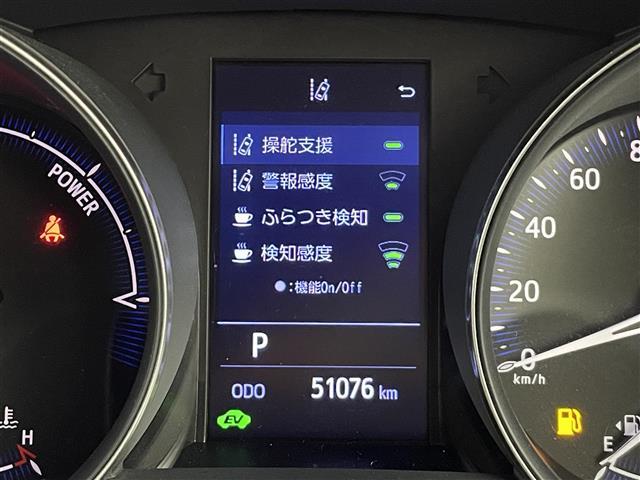 操舵支援
警報感度
ふらつき検知
検知感度
●:機能On/Off
P
ODO 51076 km
EV
POWER
H
80
60
40
20
0
km/h
E